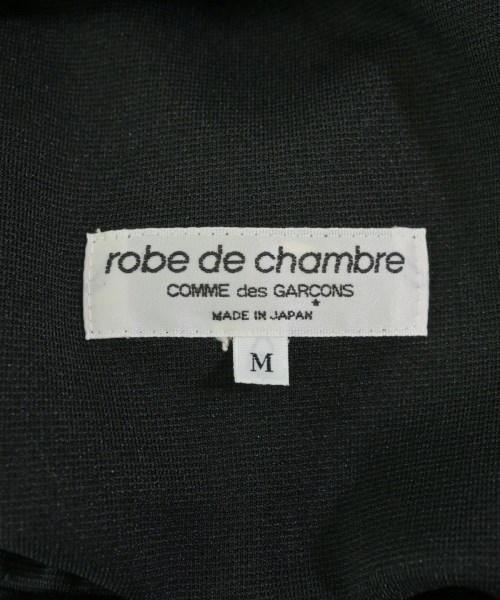 robe de chambre
COMME des GARÇONS
MADE IN JAPAN
M